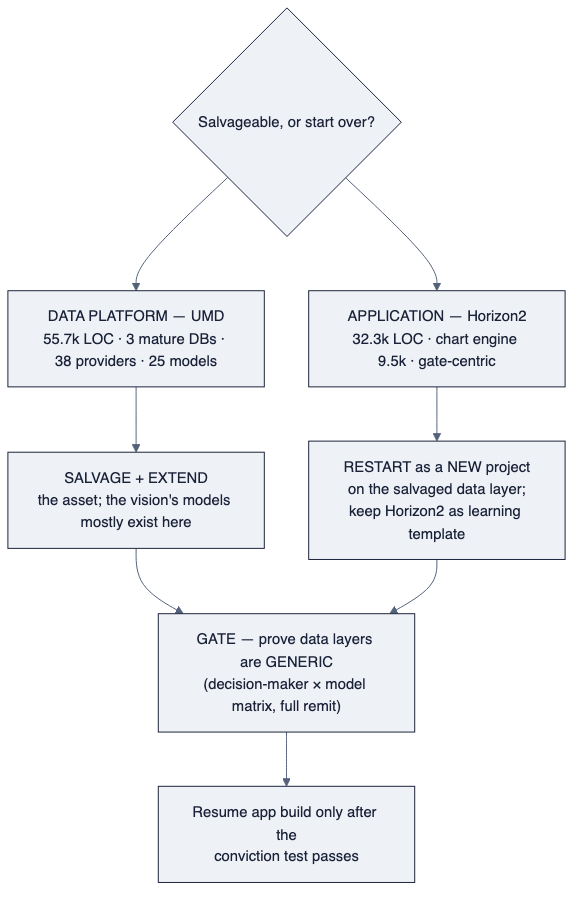 Salvageable, or start over?
DATA PLATFORM — UMD
55.7k LOC · 3 mature DBs ·
38 providers · 25 models
APPLICATION — Horizon2
32.3k LOC · chart engine
9.5k · gate-centric
SALVAGE + EXTEND
the asset; the vision's models
mostly exist here
RESTART as a NEW project
on the salvaged data layer;
keep Horizon2 as learning
template
GATE — prove data layers
are GENERIC
(decision-maker × model
matrix, full remit)
Resume app build only after
the
conviction test passes